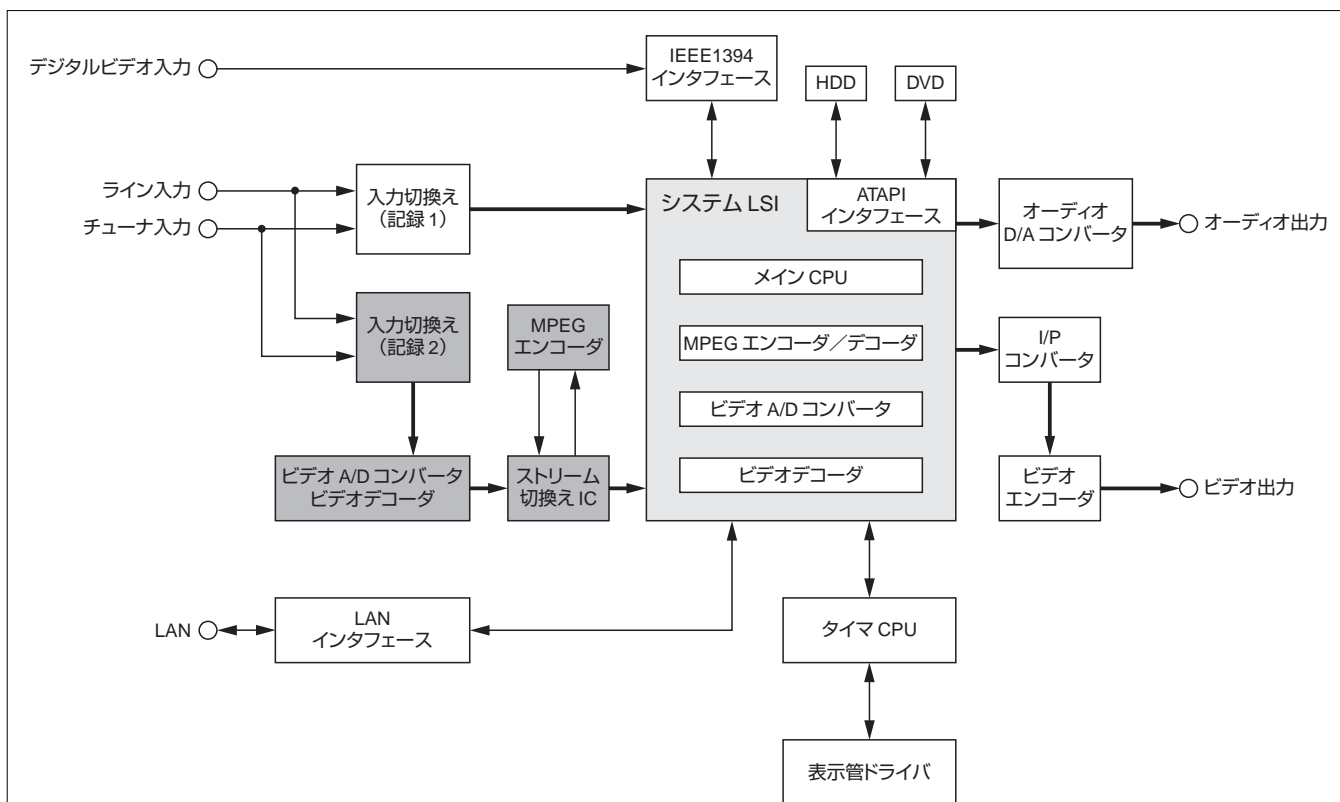 デジタルビデオ入力
IEEE1394
インタフェース
HDD
DVD
ライン入力
チューナ入力
入力切換え
（記録1）
システム LSI
ATAPI
インタフェース
オーディオ
D/A コンバータ
オーディオ出力
メイン CPU
入力切換え
（記録2）
MPEG
エンコーダ
MPEG エンコーダ／デコーダ
I/P
コンバータ
ビデオ A/D コンバータ
ビデオ A/D コンバータ
ビデオデコーダ
ストリーム
切換え IC
ビデオデコーダ
ビデオ
エンコーダ
ビデオ出力
LAN
LAN
インタフェース
タイマ CPU
表示管ドライバ